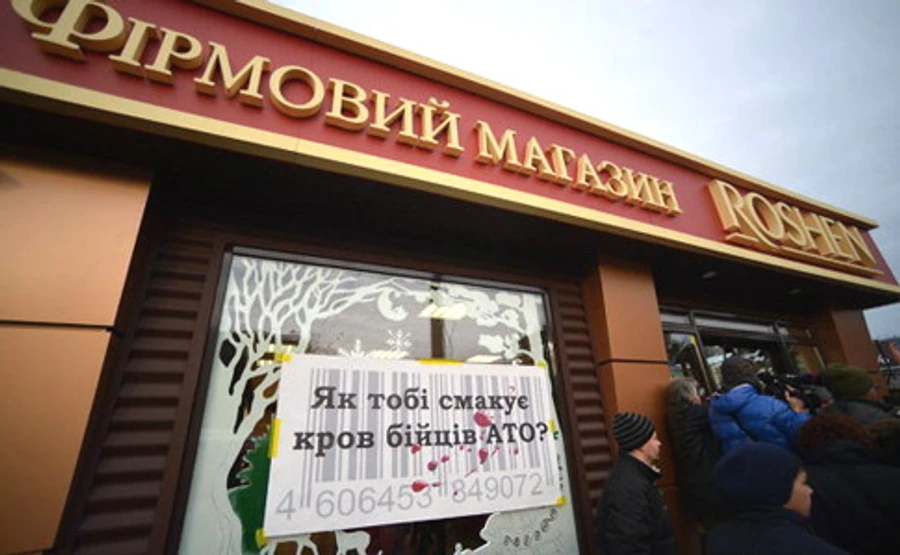 ФІРМОВИЙ МАГАЗИН ROSHEN
Як тобі смакує
кров бійців АТО?
4 606453 849072